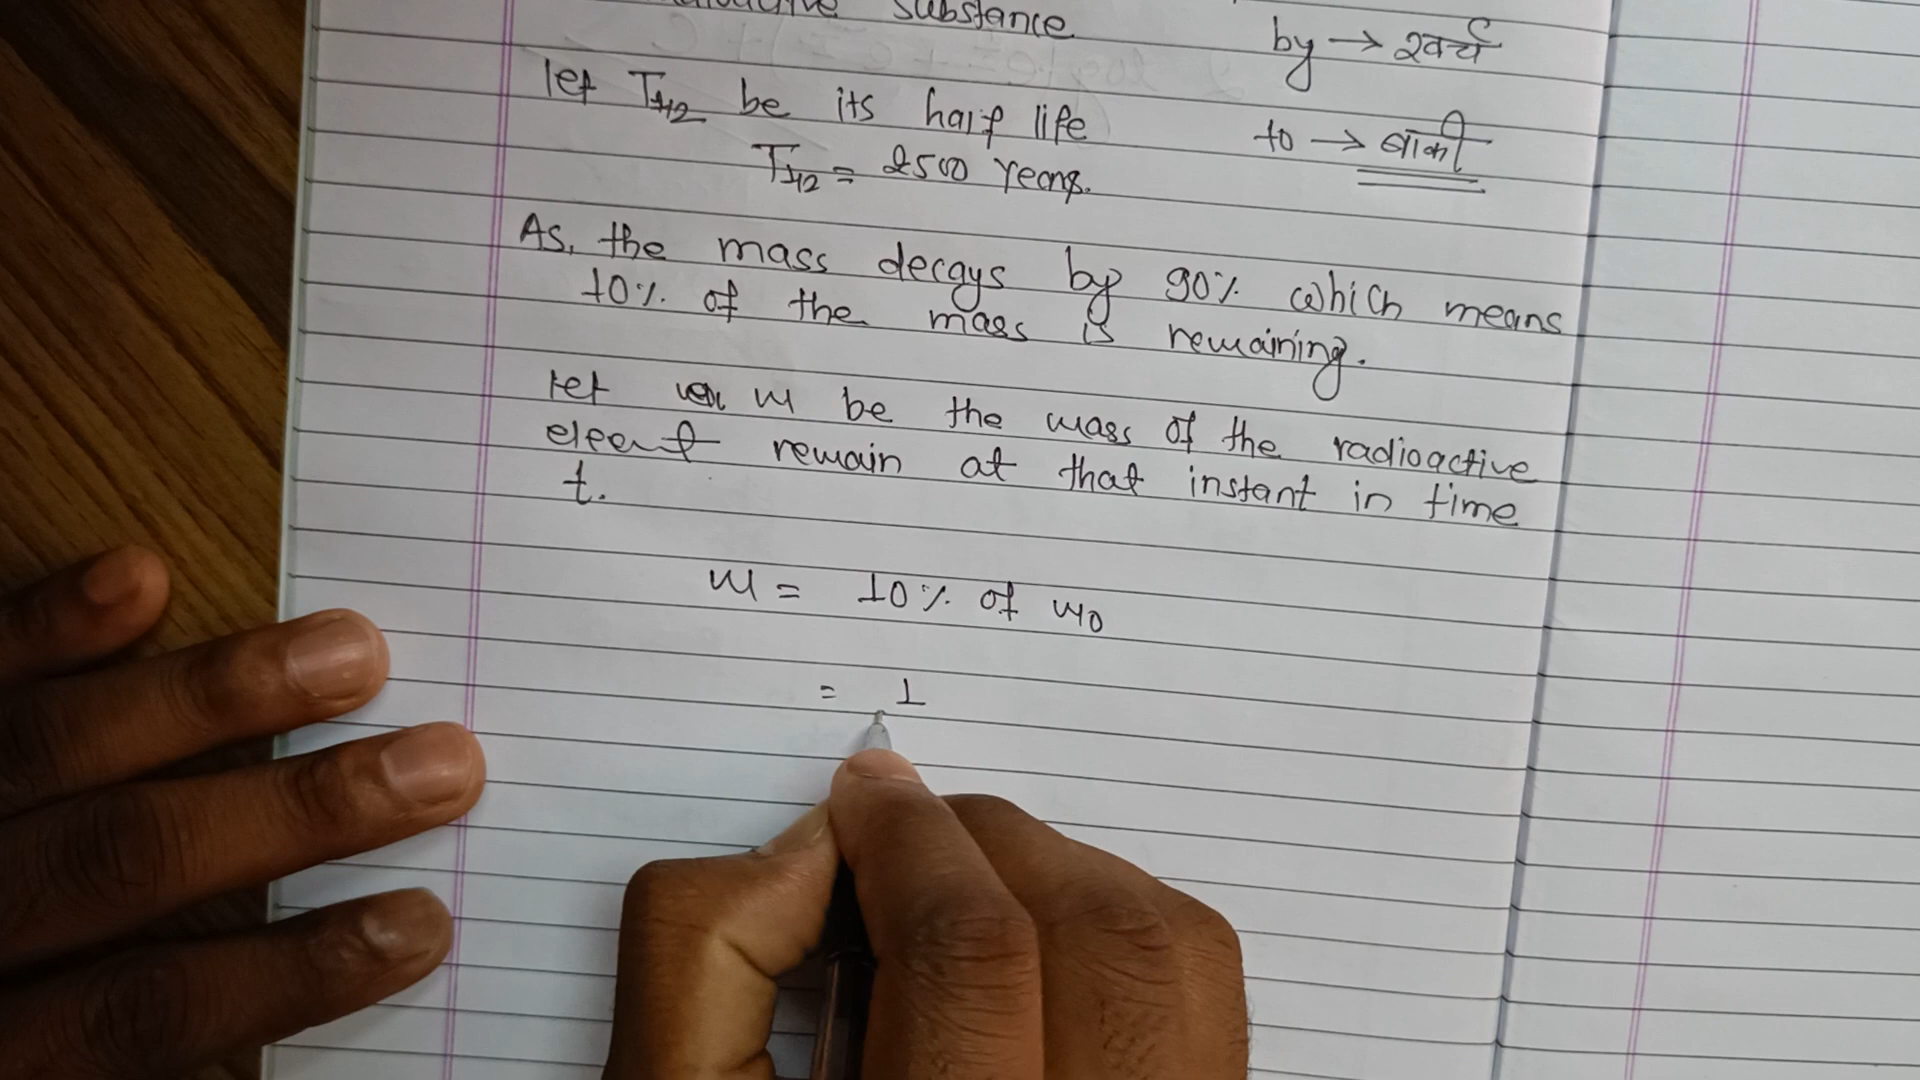 substance
by → खर्च
let T1/2 be its half life
to → बाकी
T1/2 = 2500 Years.
As, the mass decays by 90% which means
10% of the mass is remaining.
let m be the mass of the radioactive
remain at that instant in time
t.
m = 10% of m0
= 1